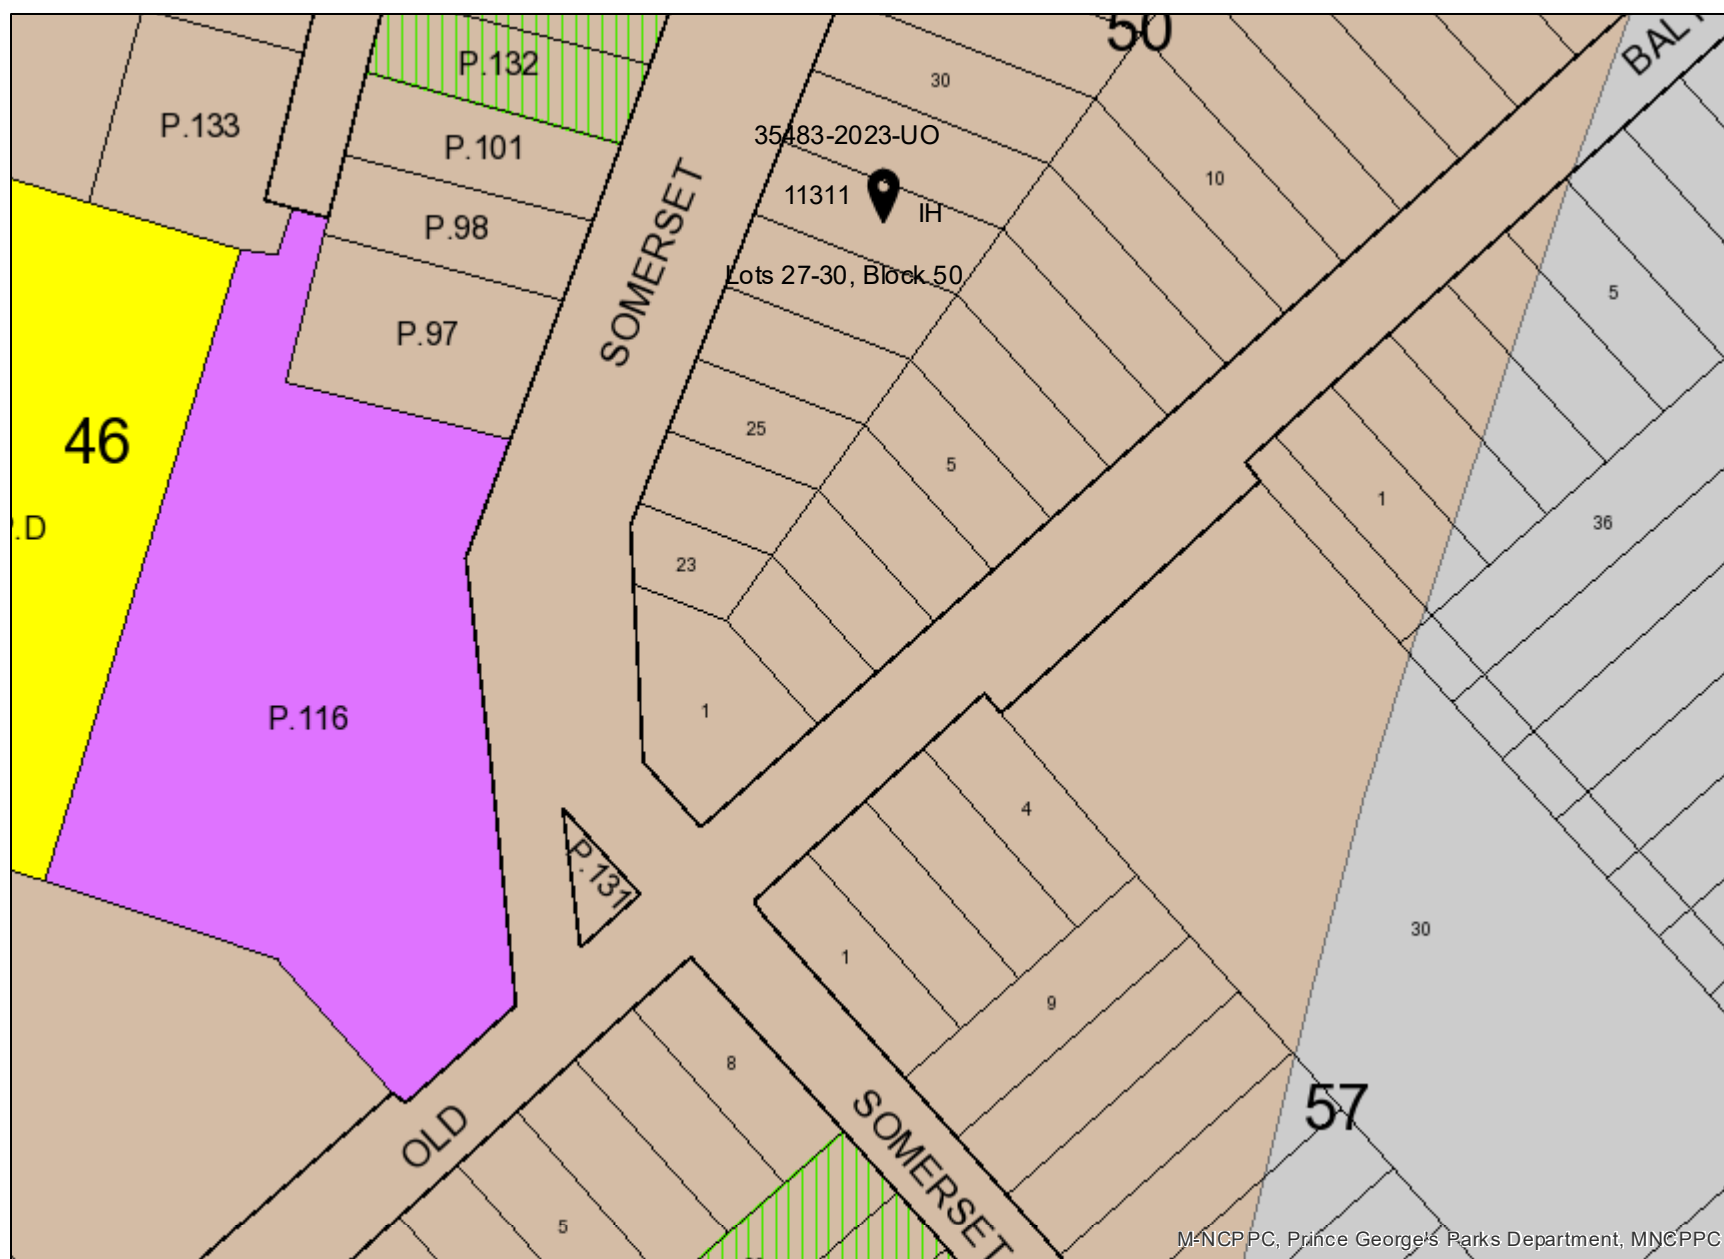 50
BALT
P.132
30
P.133
35483-2023-UO
P.101
10
11311
IH
P.98
SOMERSET
Lots 27-30, Block 50
5
P.97
46
25
5
1
36
.D
23
P.116
1
4
P.131
30
1
9
8
57
OLD
SOMERSET
5
M-NCPPC, Prince George's Parks Department, MNCPPC